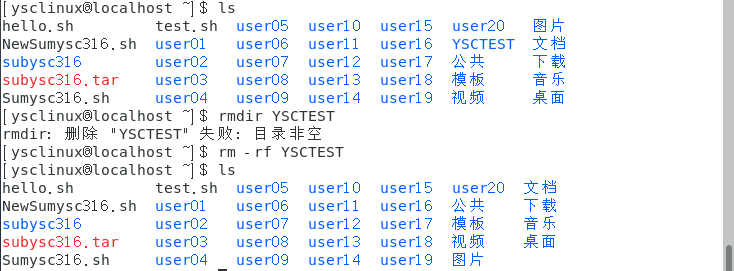 [ysclinux@localhost ~]$ ls
hello.sh test.sh user05 user10 user15 user20 图片
NewSumysc316.sh user01 user06 user11 user16 YSCTEST 文档
subysc316 user02 user07 user12 user17 公共 下载
subysc316.tar user03 user08 user13 user18 模板 音乐
Sumysc316.sh user04 user09 user14 user19 视频 桌面
[ysclinux@localhost ~]$ rmdir YSCTEST
rmdir: 删除 "YSCTEST" 失败: 目录非空
[ysclinux@localhost ~]$ rm -rf YSCTEST
[ysclinux@localhost ~]$ ls
hello.sh test.sh user05 user10 user15 user20 文档
NewSumysc316.sh user01 user06 user11 user16 公共 下载
subysc316 user02 user07 user12 user17 模板 音乐
subysc316.tar user03 user08 user13 user18 视频 桌面
Sumysc316.sh user04 user09 user14 user19 图片